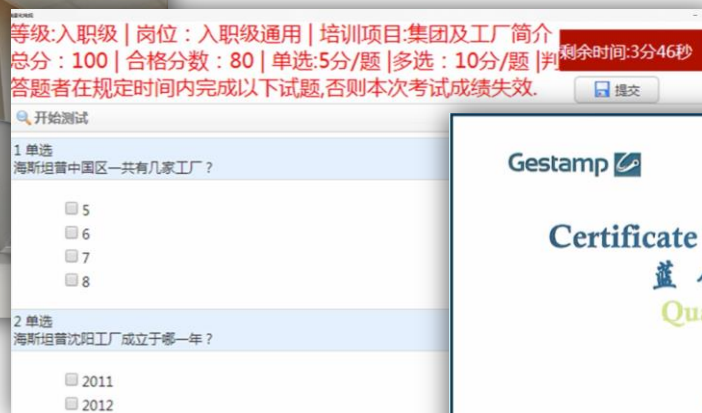 等级:入职级 | 岗位：入职级通用 | 培训项目:集团及工厂简介
总分：100 | 合格分数：80 | 单选:5分/题 |多选：10分/题 |判
剩余时间:3分46秒
答题者在规定时间内完成以下试题,否则本次考试成绩失效.
提交
开始测试
1 单选
海斯坦普中国区一共有几家工厂？
5
6
7
8
2 单选
海斯坦普沈阳工厂成立于哪一年？
2011
2012
Gestamp
Certificate
蓝
Qu